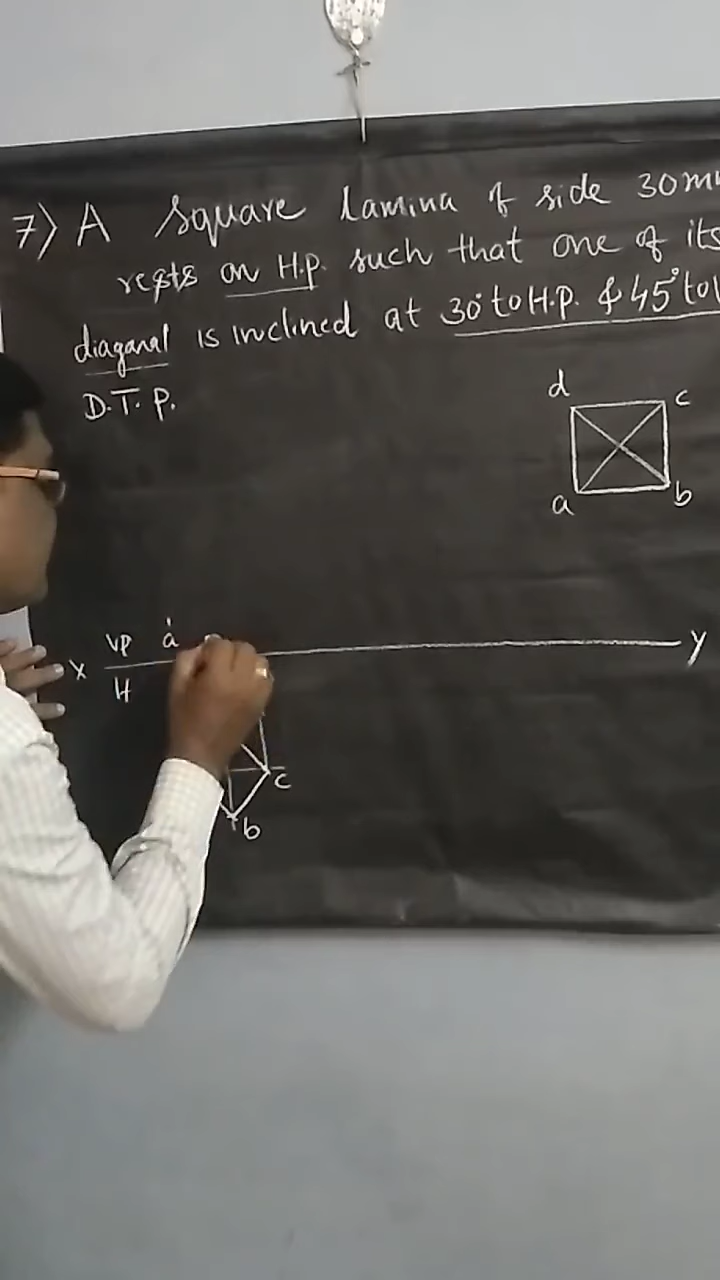 7) A Square lamina of side 30m
rests on H.P. such that one of its
diaganal is inclined at 30° to H.P. & 45° to
D.T.P.
d c
a b
VP a'
X Y
H
c
b